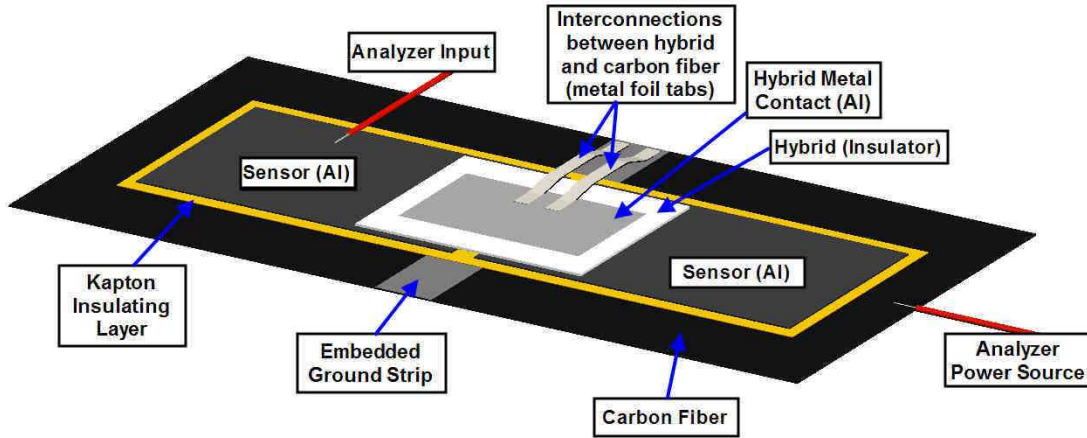 Interconnections
between hybrid
and carbon fiber
(metal foil tabs)
Analyzer Input
Hybrid Metal
Contact (Al)
Hybrid (Insulator)
Sensor (Al)
Sensor (Al)
Kapton
Insulating
Layer
Embedded
Ground Strip
Carbon Fiber
Analyzer
Power Source